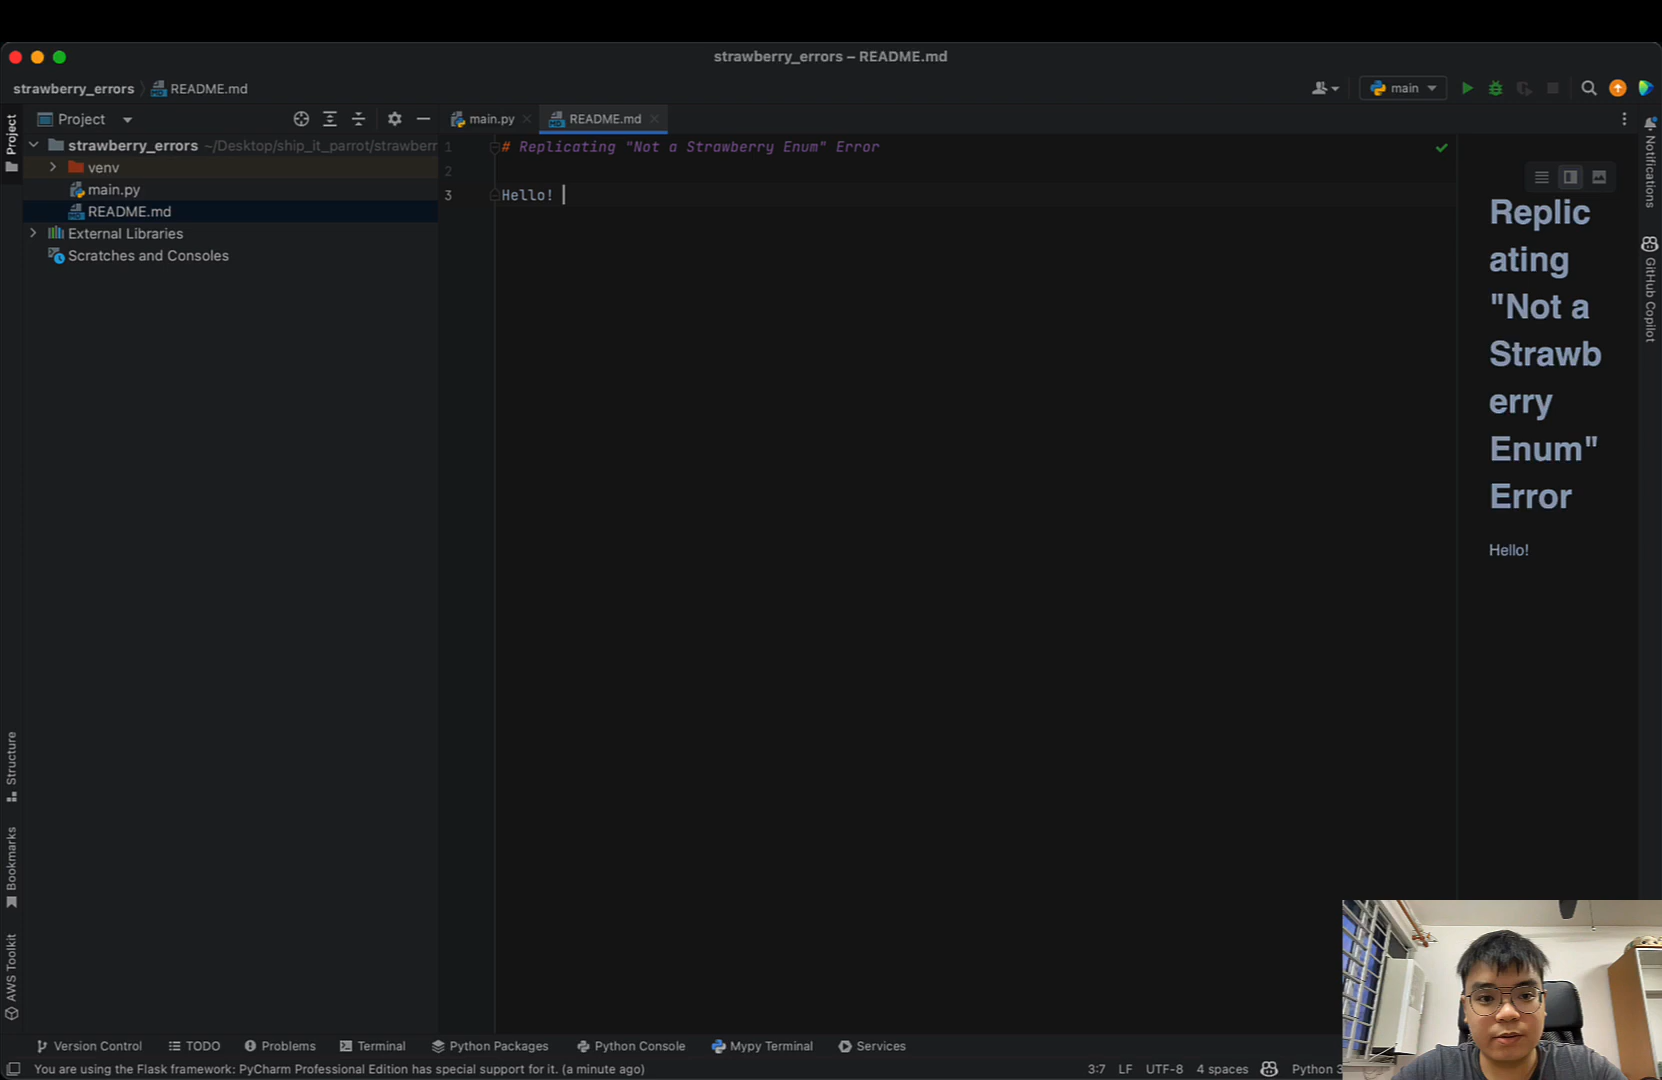 strawberry_errors – README.md
strawberry_errors
README.md
main
Project
Project
main.py
README.md
strawberry_errors ~/Desktop/ship_it_parrot/strawberr
venv
main.py
README.md
External Libraries
Scratches and Consoles
1
# Replicating "Not a Strawberry Enum" Error
2
3
Hello!
Replic
ating
"Not a
Strawb
erry
Enum"
Error
Hello!
Notifications
GitHub Copilot
Structure
Bookmarks
AWS Toolkit
Version Control
TODO
Problems
Terminal
Python Packages
Python Console
Mypy Terminal
Services
You are using the Flask framework: PyCharm Professional Edition has special support for it. (a minute ago)
3:7
LF
UTF-8
4 spaces
Python 3